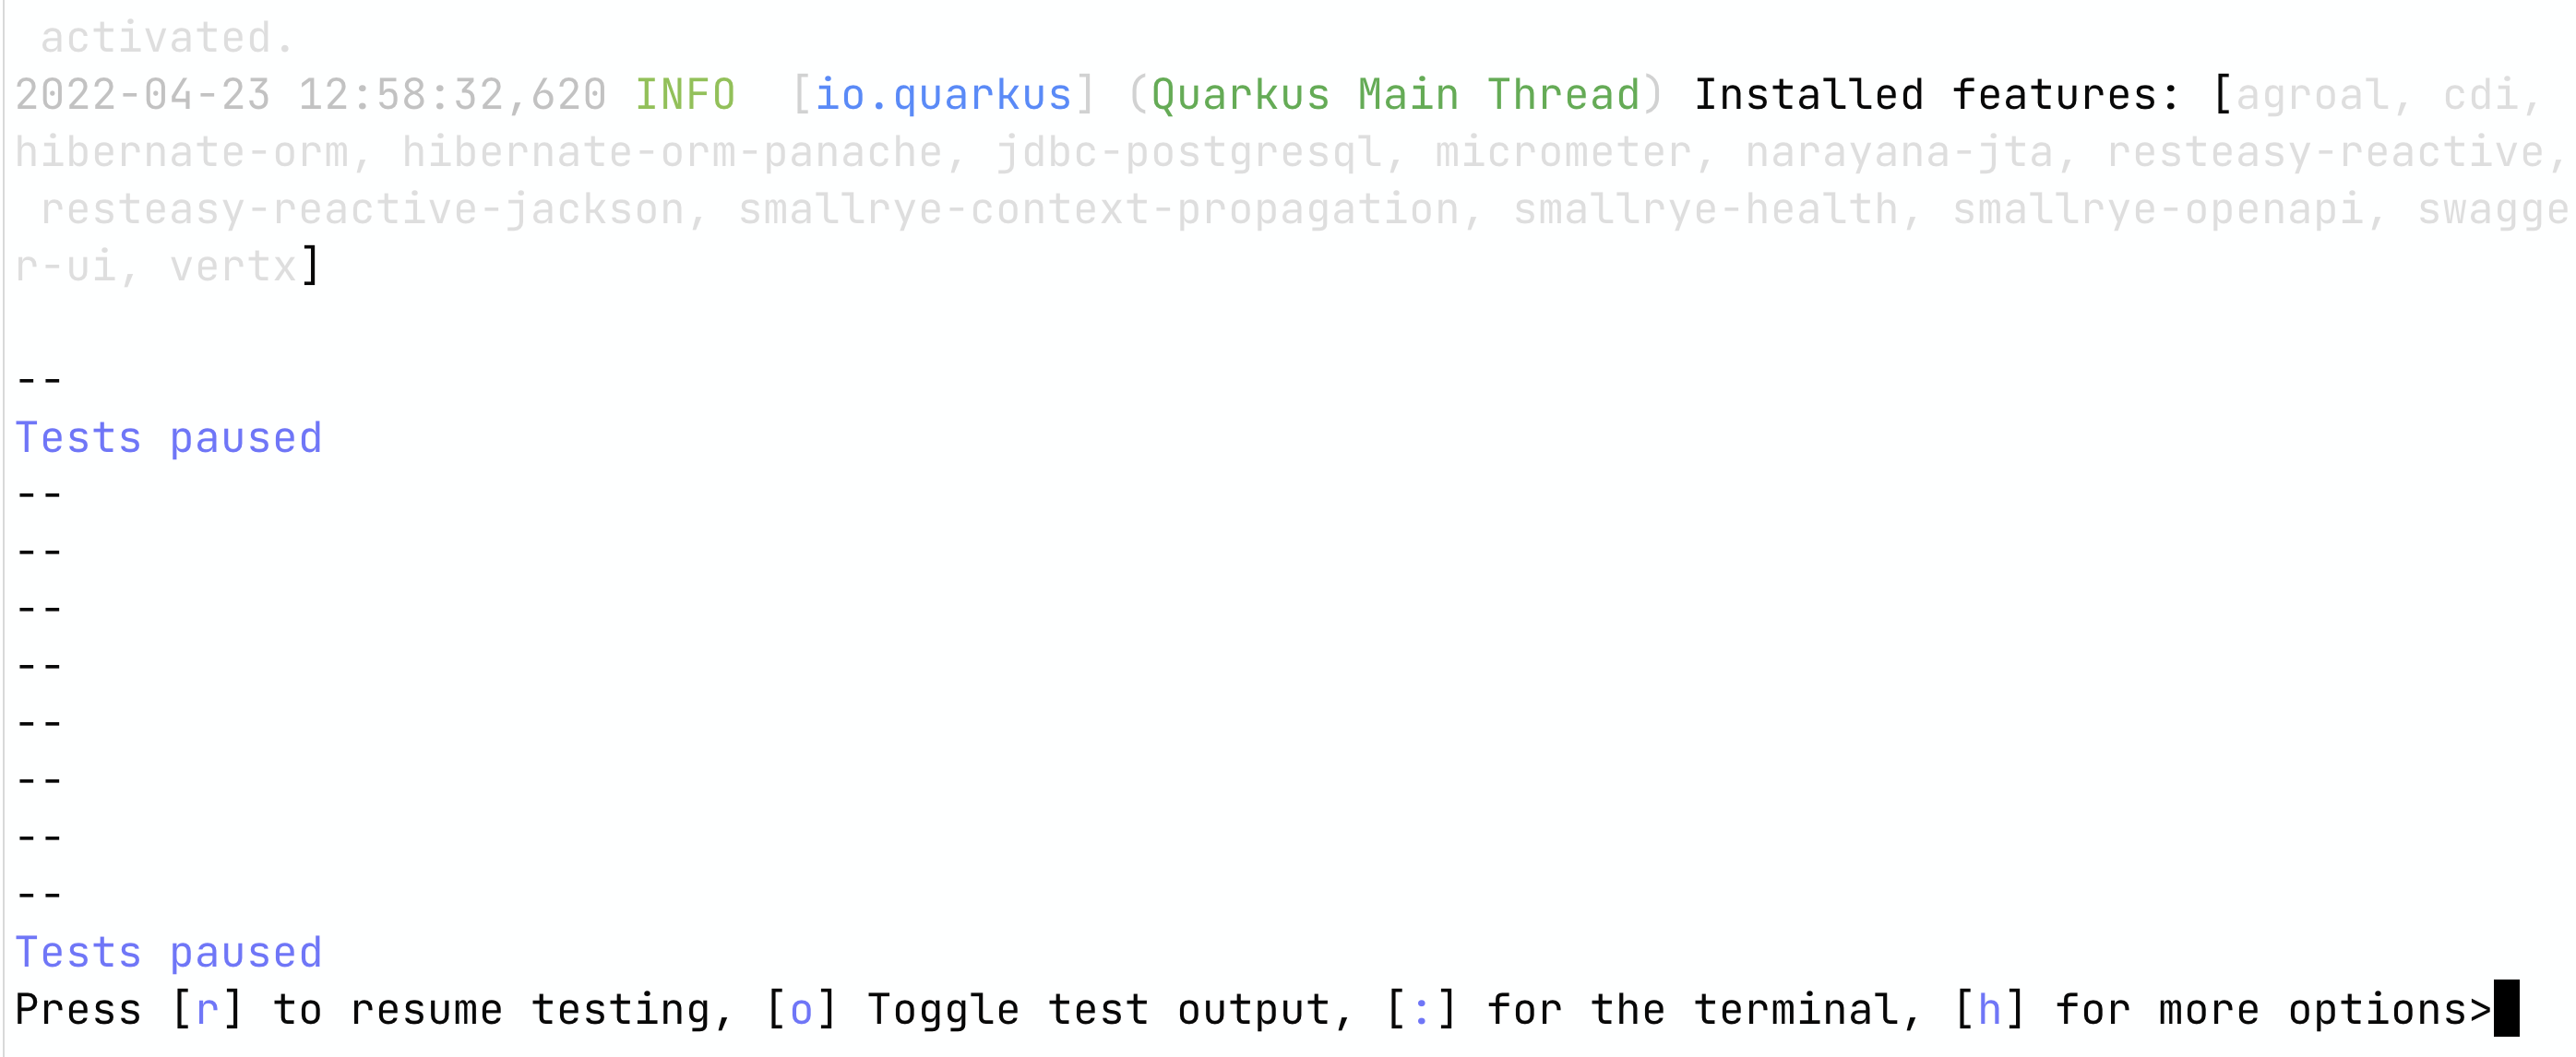 activated.
2022-04-23 12:58:32,620 INFO  [io.quarkus] (Quarkus Main Thread) Installed features: [agroal, cdi,
hibernate-orm, hibernate-orm-panache, jdbc-postgresql, micrometer, narayana-jta, resteasy-reactive,
resteasy-reactive-jackson, smallrye-context-propagation, smallrye-health, smallrye-openapi, swagge
r-ui, vertx]
--
Tests paused
--
--
--
--
--
--
--
--
Tests paused
Press [r] to resume testing, [o] Toggle test output, [:] for the terminal, [h] for more options>